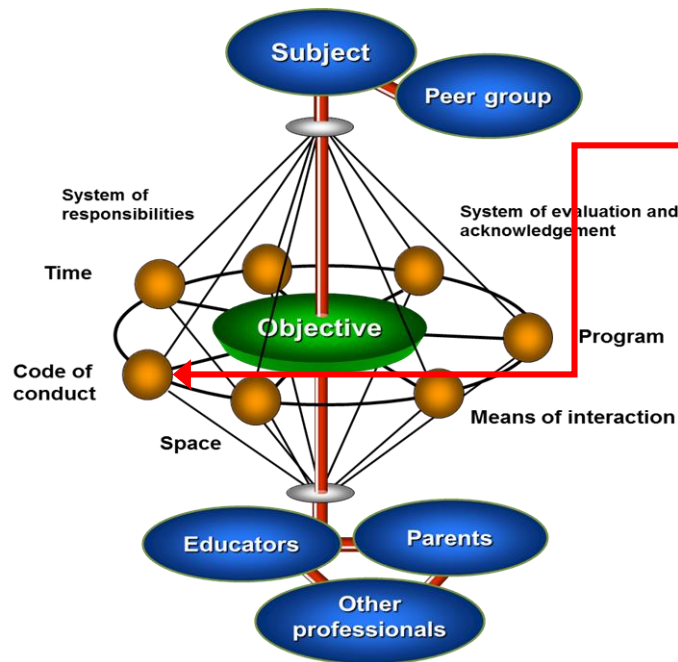 Subject
Peer group
System of
responsibilities
System of evaluation and
acknowledgement
Time
Objective
Program
Code of
conduct
Means of interaction
Space
Educators
Parents
Other
professionals